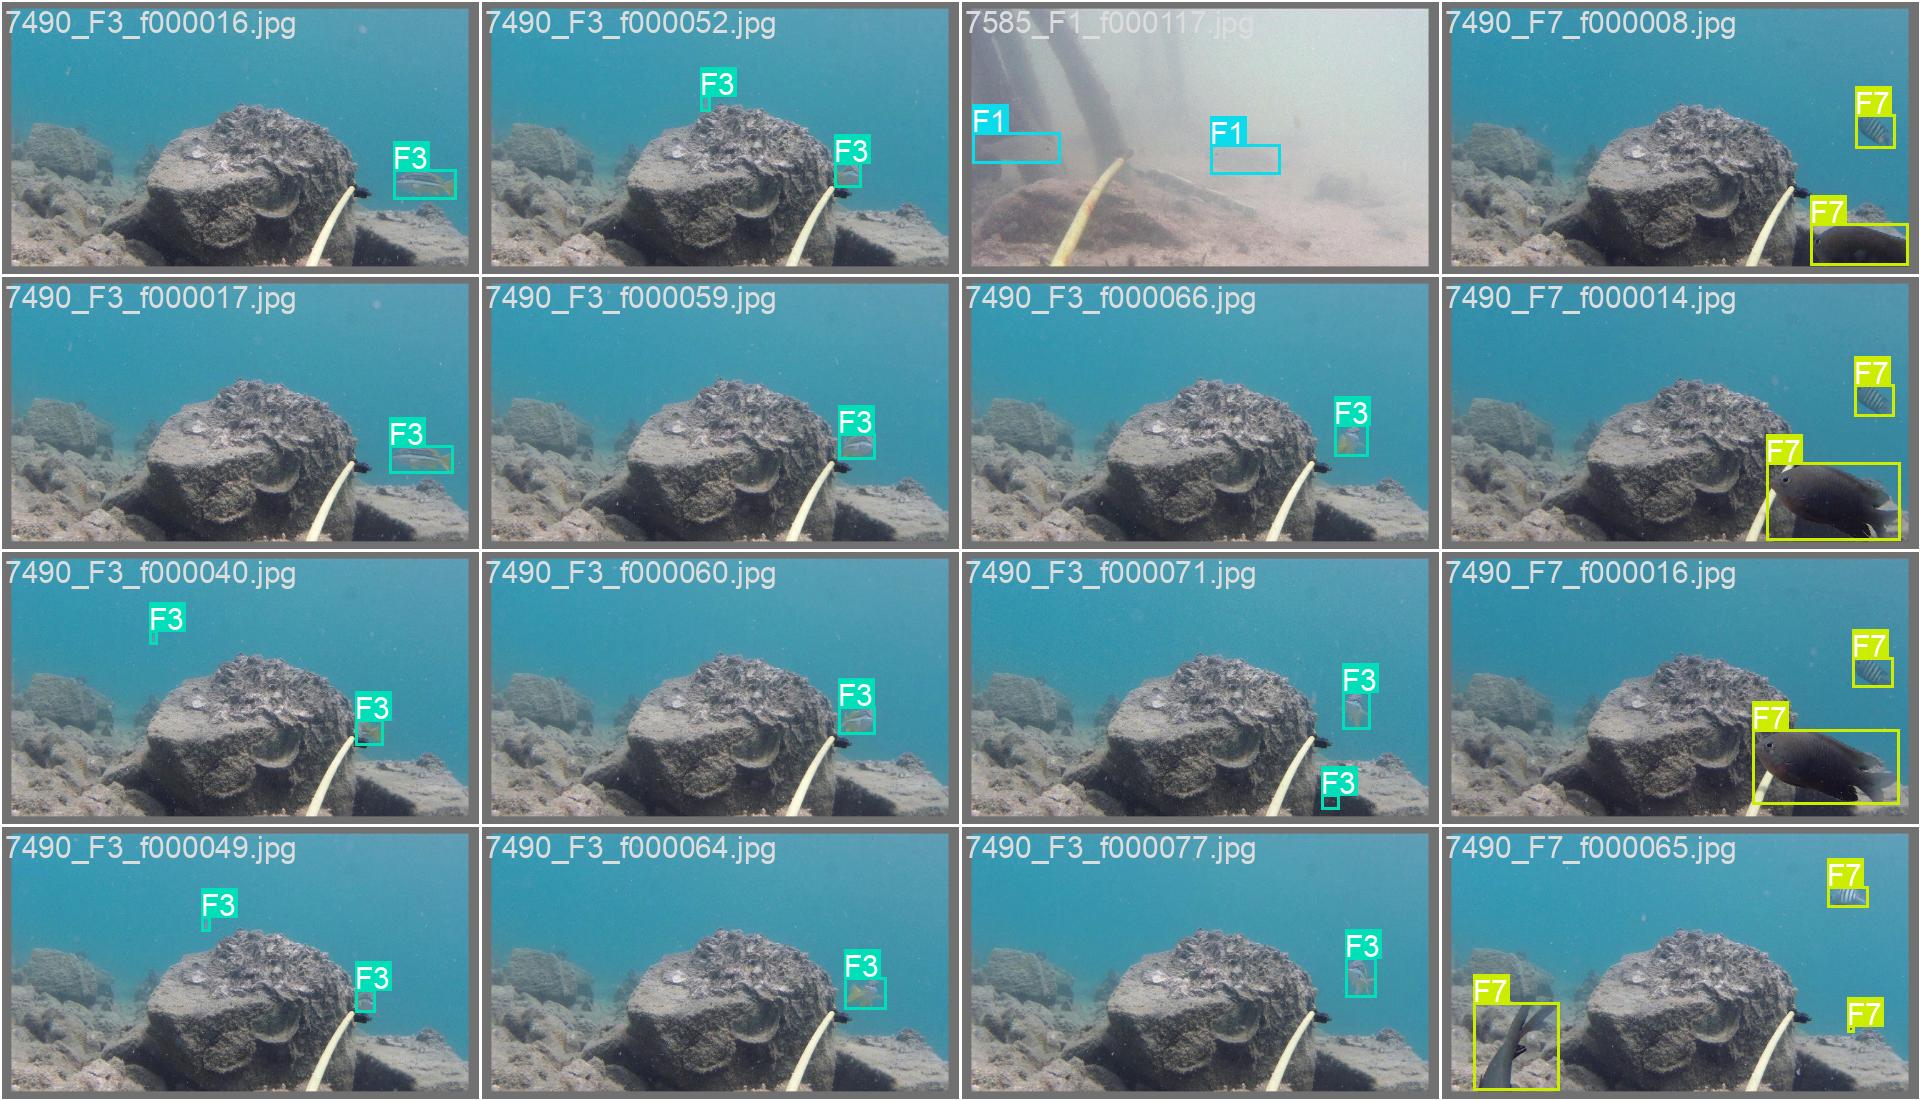 7490_F3_f000016.jpg
F3
7490_F3_f000052.jpg
F3
F3
7585_F1_f000117.jpg
F1
F1
7490_F7_f000008.jpg
F7
F7
7490_F3_f000017.jpg
F3
7490_F3_f000059.jpg
F3
7490_F3_f000066.jpg
F3
7490_F7_f000014.jpg
F7
F7
7490_F3_f000040.jpg
F3
F3
7490_F3_f000060.jpg
F3
7490_F3_f000071.jpg
F3
F3
7490_F7_f000016.jpg
F7
F7
7490_F3_f000049.jpg
F3
F3
7490_F3_f000064.jpg
F3
7490_F3_f000077.jpg
F3
7490_F7_f000065.jpg
F7
F7
F7